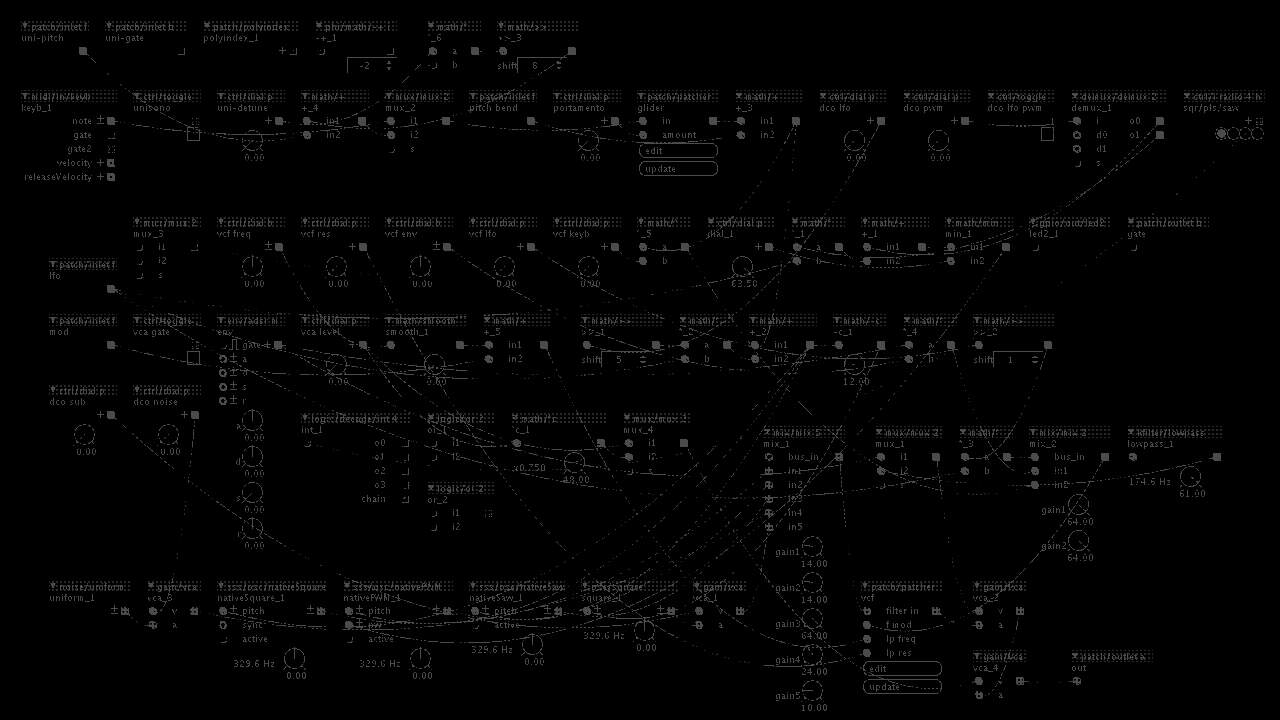 patch/inlet f patch/inlet b patch/polyindex phi/math/-+ i math/* math/>>
uni-pitch uni-gate polyindex_1 -+_1 *_6 >>_3
a
-2 b shift 6
midi/in/keyb ctrl/toggle ctrl/dial p math/+ mux/mux 2 patch/inlet f ctrl/dial p patch/patcher math/+ ctrl/dial p ctrl/dial p ctrl/toggle demux/demux 2
keyb_1 unisono uni-detune +_4 mux_2 pitch bend portamento glider +_3 dco lfo dco pwm dco lfo pwm demux_1 sqr/pls/saw
note in1 i1 in in1 i o0
gate in2 i2 amount in2 d0 o1
gate2 s edit d1
0.00 0.00 0.00 0.00
velocity update s
releaseVelocity
mux/mux 2 ctrl/dial b ctrl/dial p ctrl/dial b ctrl/dial p ctrl/dial p math/* ctrl/dial p math/* math/+ math/min gpio/out/led2 patch/outlet b
mux_3 vcf freq vcf res vcf env vcf lfo vcf keyb *_5 dial_1 *_1 +_1 min_1 led2_1 gate
i1 a a in1 in1
i2 b b in2 in2
patch/inlet f
lfo s
0.00 0.00 0.00 0.00 0.00 63.50
patch/inlet f ctrl/toggle env/adsr m ctrl/dial p math/smooth math/+ math/>> math/* math/+ math/-c math/* math/>>
mod vca gate env vca level smooth_1 +_5 >>_1 +_2 -c_1 *_4 >>_2
gate in1 a in1 a
a in2 shift 5 b in2 b shift 1
d
s 0.00 0.00 12.00
ctrl/dial p ctrl/dial p
dco sub dco noise r
logic/decode/int 4 logic/or 2 math/*c mux/mux 2
int_1 or_1 *c_1 mux_4
0.00 0.00 0.00
o0 i1 i1
o1 i2 i2
o2 x0.750 s
0.00 o3 48.00
chain
logic/or 2
or_2
0.00 i1
i2
0.00
mix/mix 5 mux/mux 2 math/* mix/mix 2 kfilter/lowpass
mix_1 mux_1 *_3 mix_2 lowpass_1
bus_in i1 a bus_in
in1 i2 b in1 174.6 Hz
in2 s in2 61.00
in3
in4 gain1 64.00
in5
gain1 14.00 gain2 64.00
noise/uniform gain/vca sss/osc/nativeSquare sss/osc/nativePWM sss/osc/nativeSaw gain/vca patch/patcher gain/vca
uniform_1 vca_3 nativeSquare_1 nativePWM_1 nativeSaw_1 vca_1 vcf
v pitch pitch pitch v filter in v
a sync active a f mod a
active active lp freq
329.6 Hz 329.6 Hz 329.6 Hz 329.6 Hz lp res
0.00 0.00 0.00 0.00 edit
update
gain2 14.00
gain3 64.00
gain4 24.00
gain5 10.00
gain/vca patch/outlet a
vca_4 out
v
a